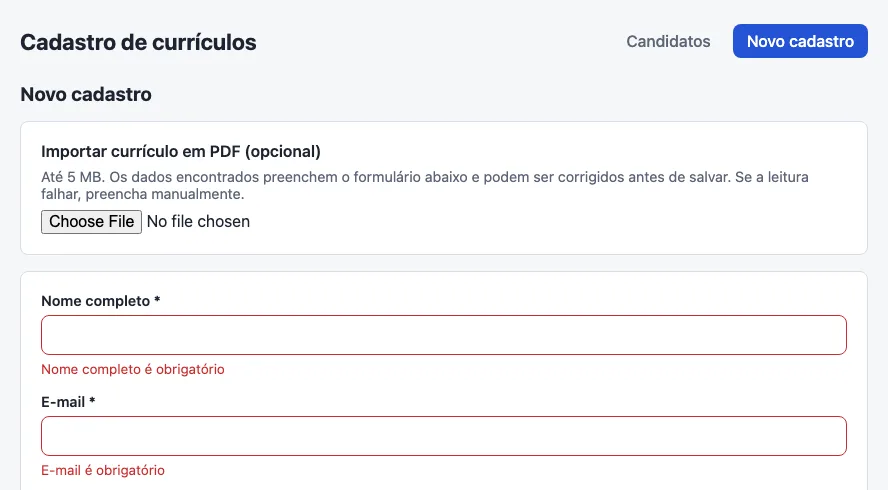 Cadastro de currículos
Candidatos
Novo cadastro
Novo cadastro
Importar currículo em PDF (opcional)
Até 5 MB. Os dados encontrados preenchem o formulário abaixo e podem ser corrigidos antes de salvar. Se a leitura
falhar, preencha manualmente.
Choose File No file chosen
Nome completo *
Nome completo é obrigatório
E-mail *
E-mail é obrigatório